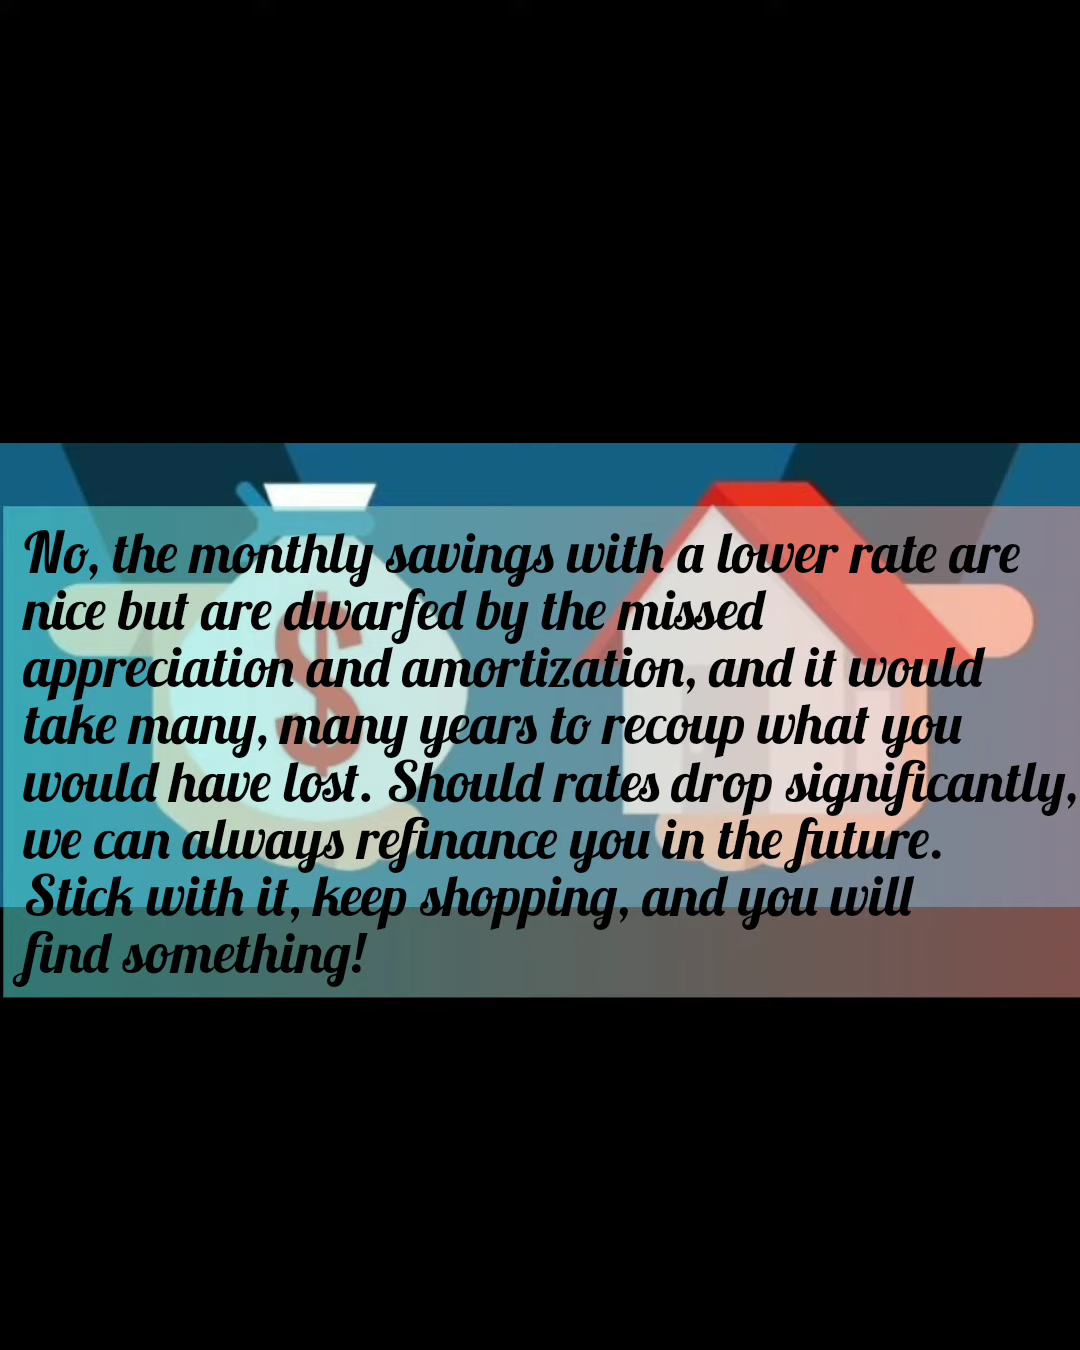 No, the monthly savings with a lower rate are
nice but are dwarfed by the missed
appreciation and amortization, and it would
take many, many years to recoup what you
would have lost. Should rates drop significantly,
we can always refinance you in the future.
Stick with it, keep shopping, and you will
find something!
$